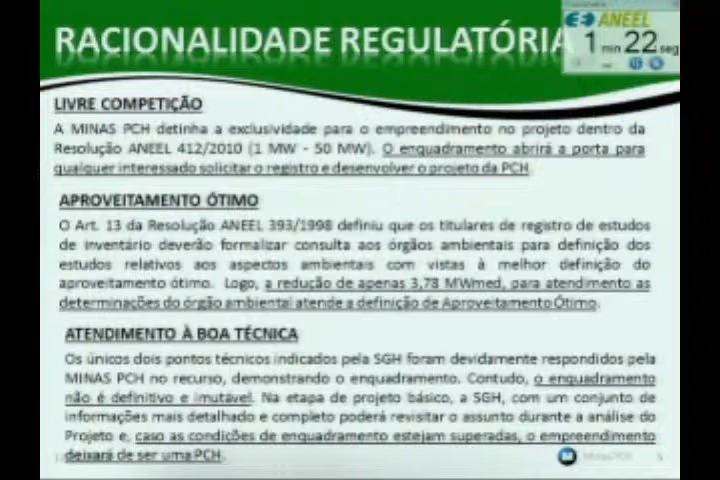 RACIONALIDADE REGULATÓRIA
ANEEL
1 min 22 seg
LIVRE COMPETIÇÃO
A MINAS PCH detinha a exclusividade para o empreendimento no projeto dentro da
Resolução ANEEL 412/2010 (1 MW - 50 MW). O enquadramento abrirá a porta para
qualquer interessado solicitar o registro e desenvolver o projeto da PCH.
APROVEITAMENTO ÓTIMO
O Art. 13 da Resolução ANEEL 393/1998 definiu que os titulares de registro de estudos
de inventário deverão formalizar consulta aos órgãos ambientais para definição dos
estudos relativos aos aspectos ambientais com vistas à melhor definição do
aproveitamento ótimo. Logo, a redução de apenas 3,78 MWmed, para atendimento as
determinações do órgão ambiental atende a definição de Aproveitamento Ótimo.
ATENDIMENTO À BOA TÉCNICA
Os únicos dois pontos técnicos indicados pela SGH foram devidamente respondidos pela
MINAS PCH no recurso, demonstrando o enquadramento. Contudo, o enquadramento
não é definitivo e imutável. Na etapa de projeto básico, a SGH, com um conjunto de
informações mais detalhado e completo poderá revisitar o assunto durante a análise do
Projeto e, caso as condições de enquadramento estejam superadas, o empreendimento
deixará de ser uma PCH.
MinasPCH